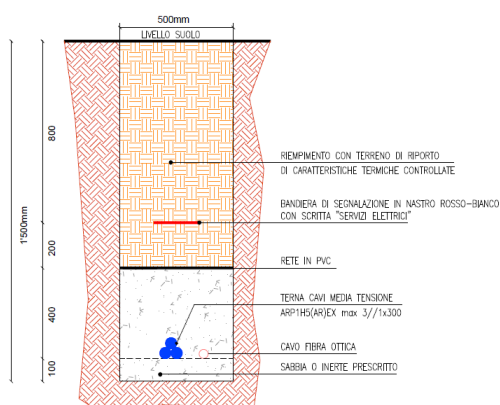 500mm
LIVELLO SUOLO
1'500mm
800
200
400
100
RIEMPIMENTO CON TERRENO DI RIPORTO
DI CARATTERISTICHE TERMICHE CONTROLLATE
BANDIERA DI SEGNALAZIONE IN NASTRO ROSSO-BIANCO
CON SCRITTA "SERVIZI ELETTRICI"
RETE IN PVC
TERNA CAVI MEDIA TENSIONE
ARP1H5(AR)EX max 3//1x300
CAVO FIBRA OTTICA
SABBIA O INERTE PRESCRITTO